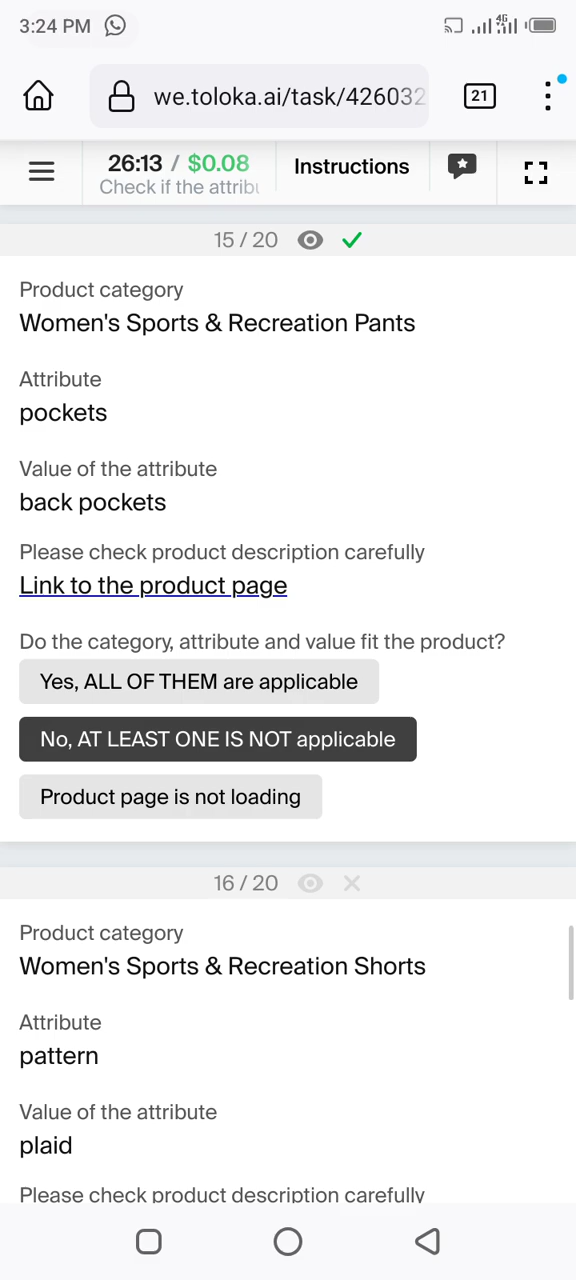 3:24 PM
4G
we.toloka.ai/task/426032
21
26:13 / $0.08
Instructions
Check if the attribu
15 / 20
Product category
Women's Sports & Recreation Pants
Attribute
pockets
Value of the attribute
back pockets
Please check product description carefully
Link to the product page
Do the category, attribute and value fit the product?
Yes, ALL OF THEM are applicable
No, AT LEAST ONE IS NOT applicable
Product page is not loading
16 / 20
Product category
Women's Sports & Recreation Shorts
Attribute
pattern
Value of the attribute
plaid
Please check product description carefully